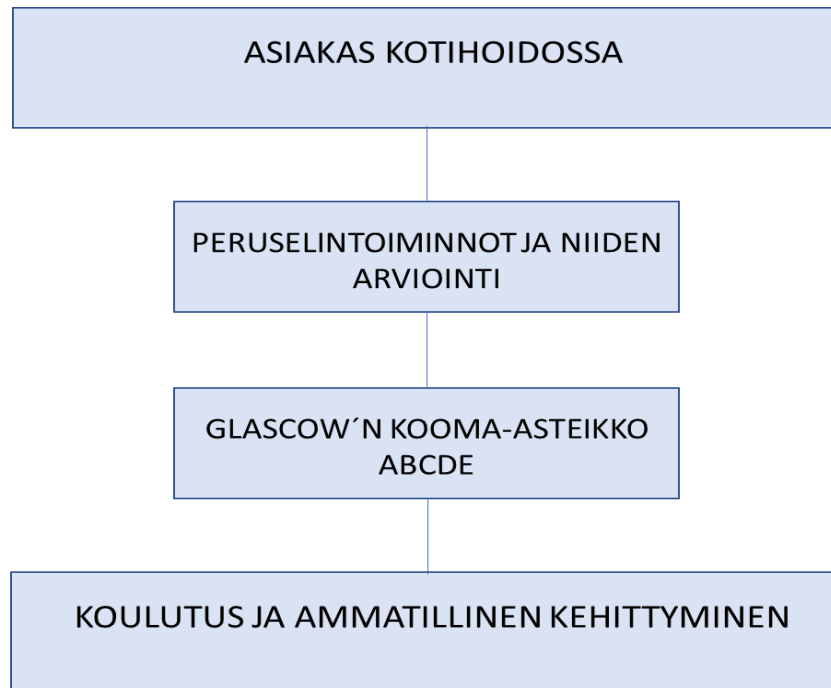 ASIAKAS KOTIHOIDOSSA
PERUSELINTOIMINNOT JA NIIDEN
ARVIOINTI
GLASCOW´N KOOMA-ASTEIKKO
ABCDE
KOULUTUS JA AMMATILLINEN KEHITTYMINEN